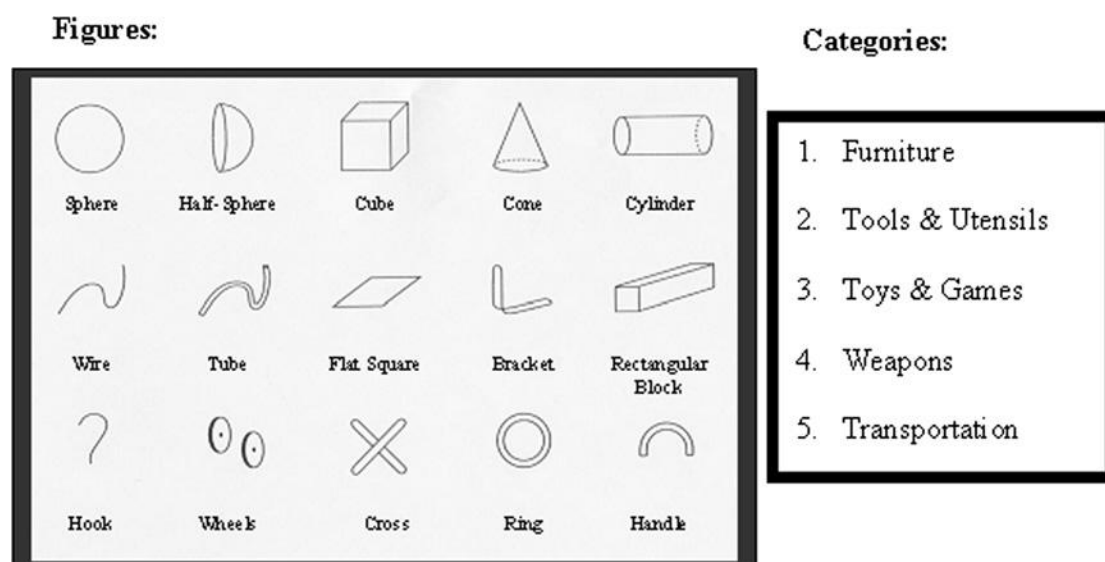 Figures:
Categories:
Sphere
Half-Sphere
Cube
Cone
Cylinder
Wire
Tube
Flat Square
Bracket
Rectangular
Block
Hook
Wheels
Cross
Ring
Handle
1. Furniture
2. Tools & Utensils
3. Toys & Games
4. Weapons
5. Transportation